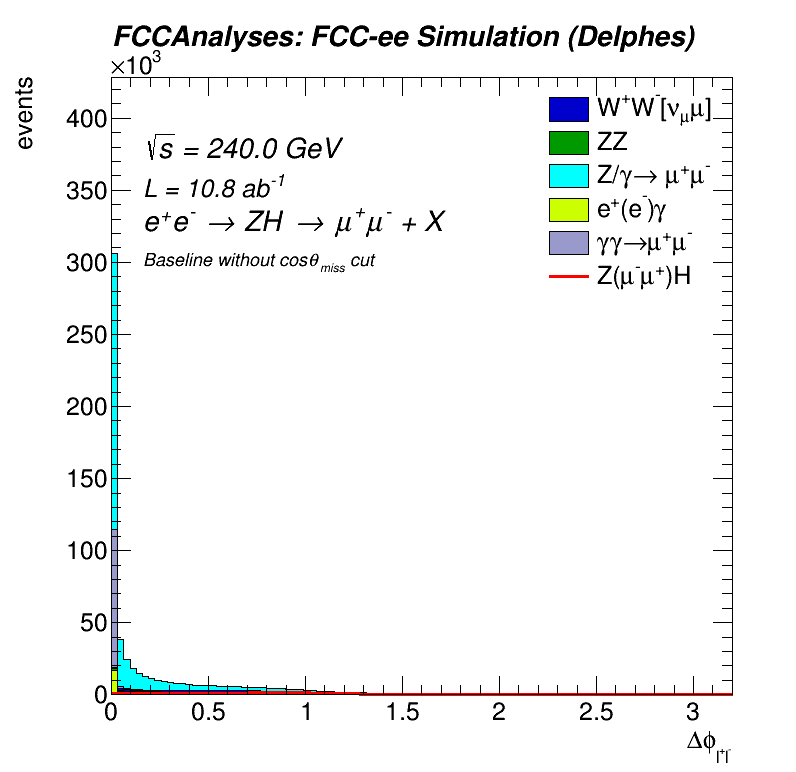 FCCAnalyses: FCC-ee Simulation (Delphes)
×10³
events
400
350
300
250
200
150
100
50
0
√s = 240.0 GeV
L = 10.8 ab⁻¹
e⁺e⁻ → ZH → μ⁺μ⁻ + X
Baseline without cosθ_miss cut
W⁺W⁻[ν_μμ]
ZZ
Z/γ→ μ⁺μ⁻
e⁺(e⁻)γ
γγ→μ⁺μ⁻
Z(μ⁻μ⁺)H
0 0.5 1 1.5 2 2.5 3
Δϕ_l⁺l⁻